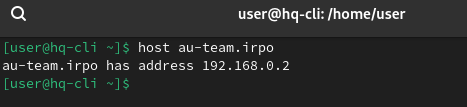 user@hq-cli: /home/user
[user@hq-cli ~]$ host au-team.irpo
au-team.irpo has address 192.168.0.2
[user@hq-cli ~]$